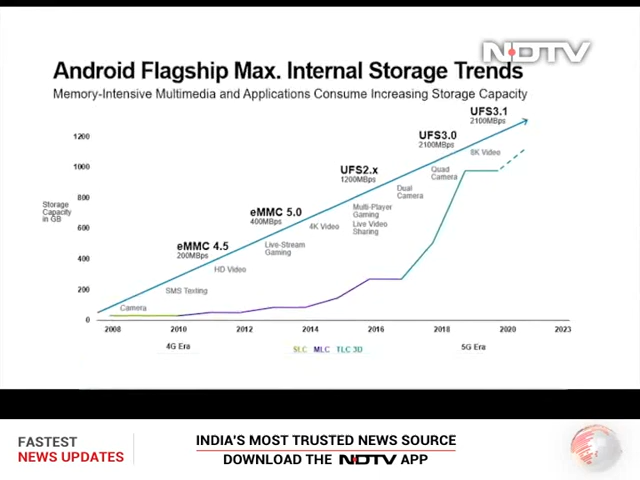 NDTV
Android Flagship Max. Internal Storage Trends
Memory-Intensive Multimedia and Applications Consume Increasing Storage Capacity
UFS3.1
2100MBps
1200
UFS3.0
2100MBps
8K Video
1000
UFS2.x
1200MBps
Quad
Camera
Dual
Camera
800
Storage
Capacity
in GB
eMMC 5.0
400MBps
Multi-Player
Gaming
4K Video
Live Video
Sharing
600
eMMC 4.5
200MBps
Live-Stream
Gaming
400
HD Video
200
SMS Texting
Camera
0
2008 2010 2012 2014 2016 2018 2020 2023
4G Era SLC MLC TLC 3D 5G Era
FASTEST
NEWS UPDATES
INDIA'S MOST TRUSTED NEWS SOURCE
DOWNLOAD THE NDTV APP